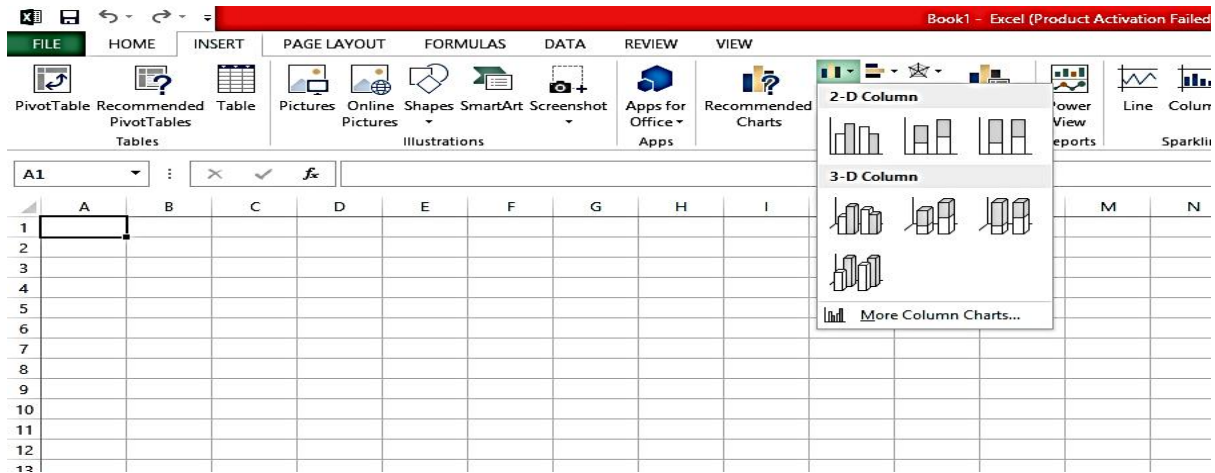 Book1 - Excel (Product Activation Failed
FILE HOME INSERT PAGE LAYOUT FORMULAS DATA REVIEW VIEW
PivotTable Recommended PivotTables Table Pictures Online Pictures Shapes SmartArt Screenshot Apps for Office Recommended Charts Line
Tables Illustrations Apps
2-D Column
3-D Column
More Column Charts...
A1 fx
A B C D E F G H I M N
1
2
3
4
5
6
7
8
9
10
11
12
13